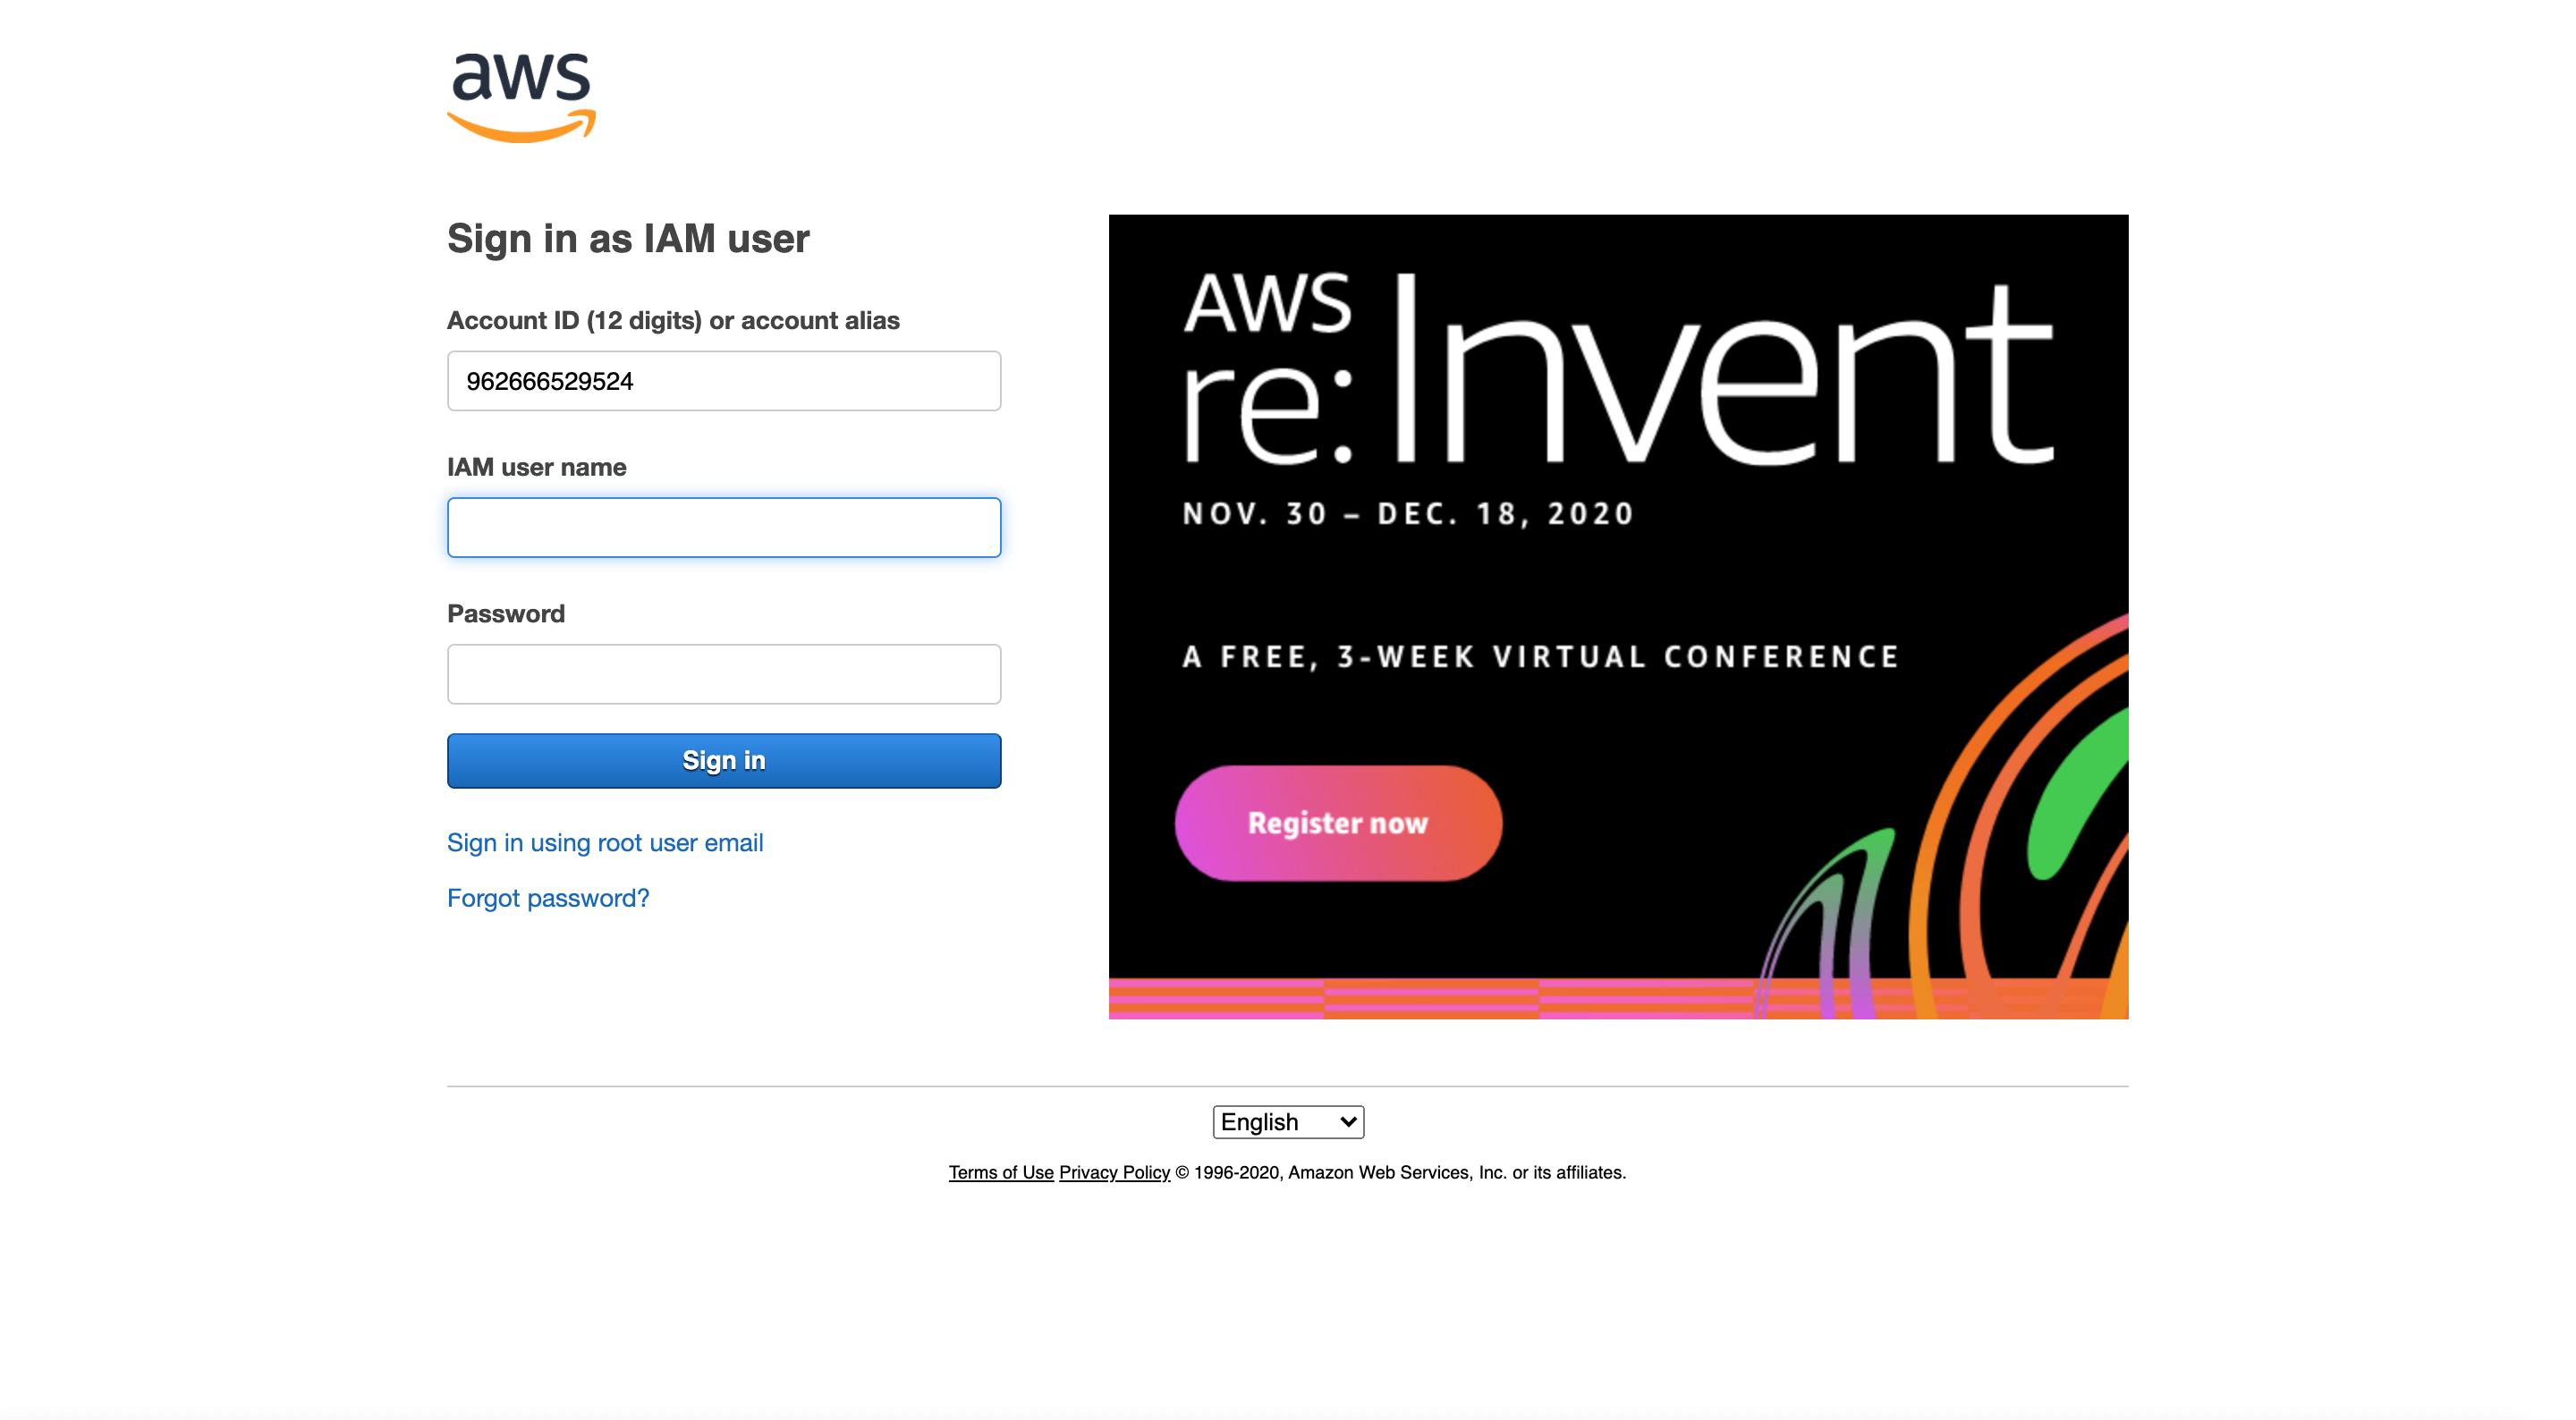 aws
Sign in as IAM user
Account ID (12 digits) or account alias
962666529524
IAM user name
Password
Sign in
Sign in using root user email
Forgot password?
AWS
re:Invent
NOV. 30 – DEC. 18, 2020
A FREE, 3-WEEK VIRTUAL CONFERENCE
Register now
English
Terms of Use Privacy Policy © 1996-2020, Amazon Web Services, Inc. or its affiliates.